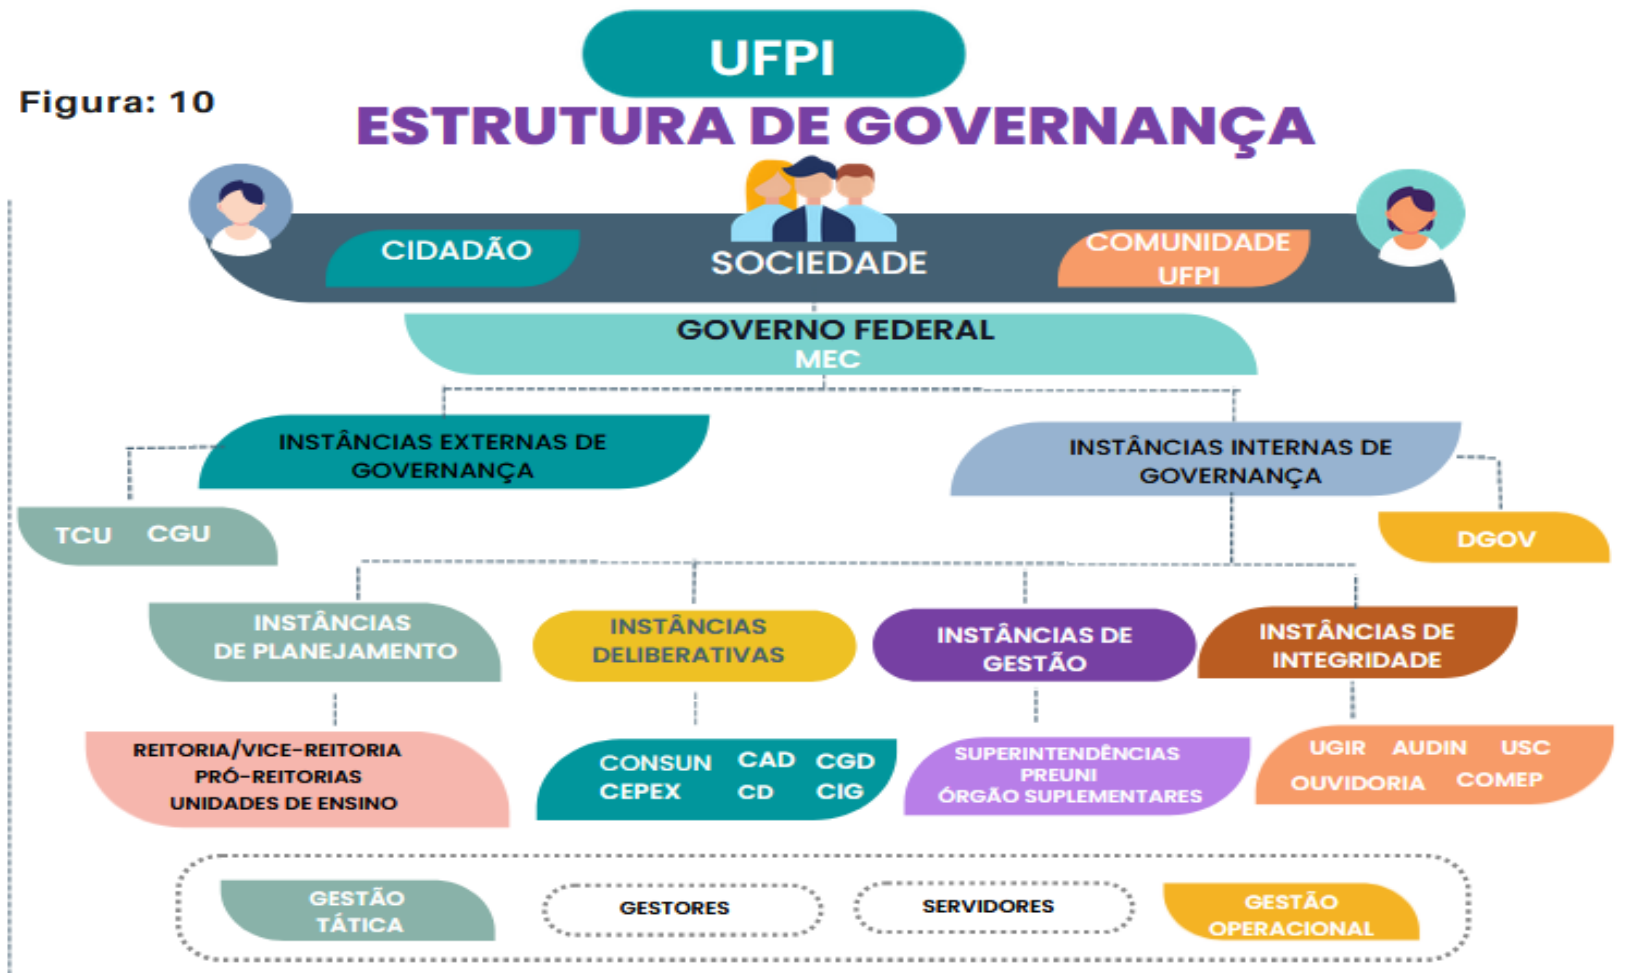 UFPI
Figura: 10
ESTRUTURA DE GOVERNANÇA
CIDADÃO
SOCIEDADE
COMUNIDADE
UFPI
GOVERNO FEDERAL
MEC
INSTÂNCIAS EXTERNAS DE
GOVERNANÇA
INSTÂNCIAS INTERNAS DE
GOVERNANÇA
TCU CGU
DGOV
INSTÂNCIAS
DE PLANEJAMENTO
INSTÂNCIAS
DELIBERATIVAS
INSTÂNCIAS DE
GESTÃO
INSTÂNCIAS DE
INTEGRIDADE
REITORIA/VICE-REITORIA
PRÓ-REITORIAS
UNIDADES DE ENSINO
CONSUN CAD CGD
CEPEX CD CIG
SUPERINTENDÊNCIAS
PREUNI
ÓRGÃO SUPLEMENTARES
UGIR AUDIN USC
OUVIDORIA COMEP
GESTÃO
TÁTICA
GESTORES
SERVIDORES
GESTÃO
OPERACIONAL